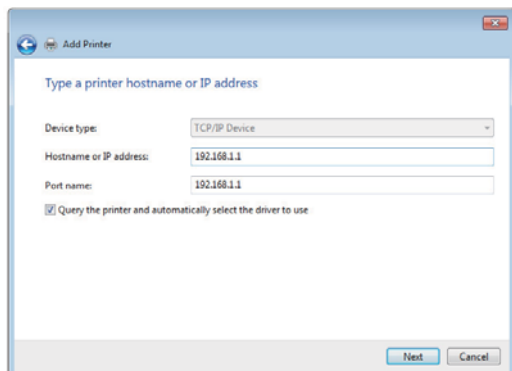 Add Printer
Type a printer hostname or IP address
Device type: TCP/IP Device
Hostname or IP address: 192.168.1.1
Port name: 192.168.1.1
Query the printer and automatically select the driver to use
Next Cancel